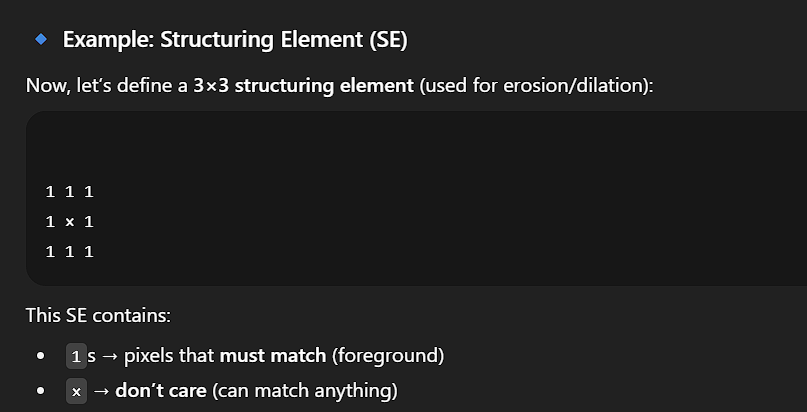 Example: Structuring Element (SE)
Now, let's define a 3×3 structuring element (used for erosion/dilation):
1 1 1
1 × 1
1 1 1
This SE contains:
• 1s → pixels that must match (foreground)
• × → don't care (can match anything)